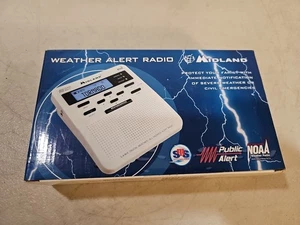 WEATHER ALERT RADIO MIDLAND
PROTECT YOUR FAMILY WITH
IMMEDIATE NOTIFICATION
OF SEVERE WEATHER OR
CIVIL EMERGENCIES
MIDLAND
Public
Alert
NOAA